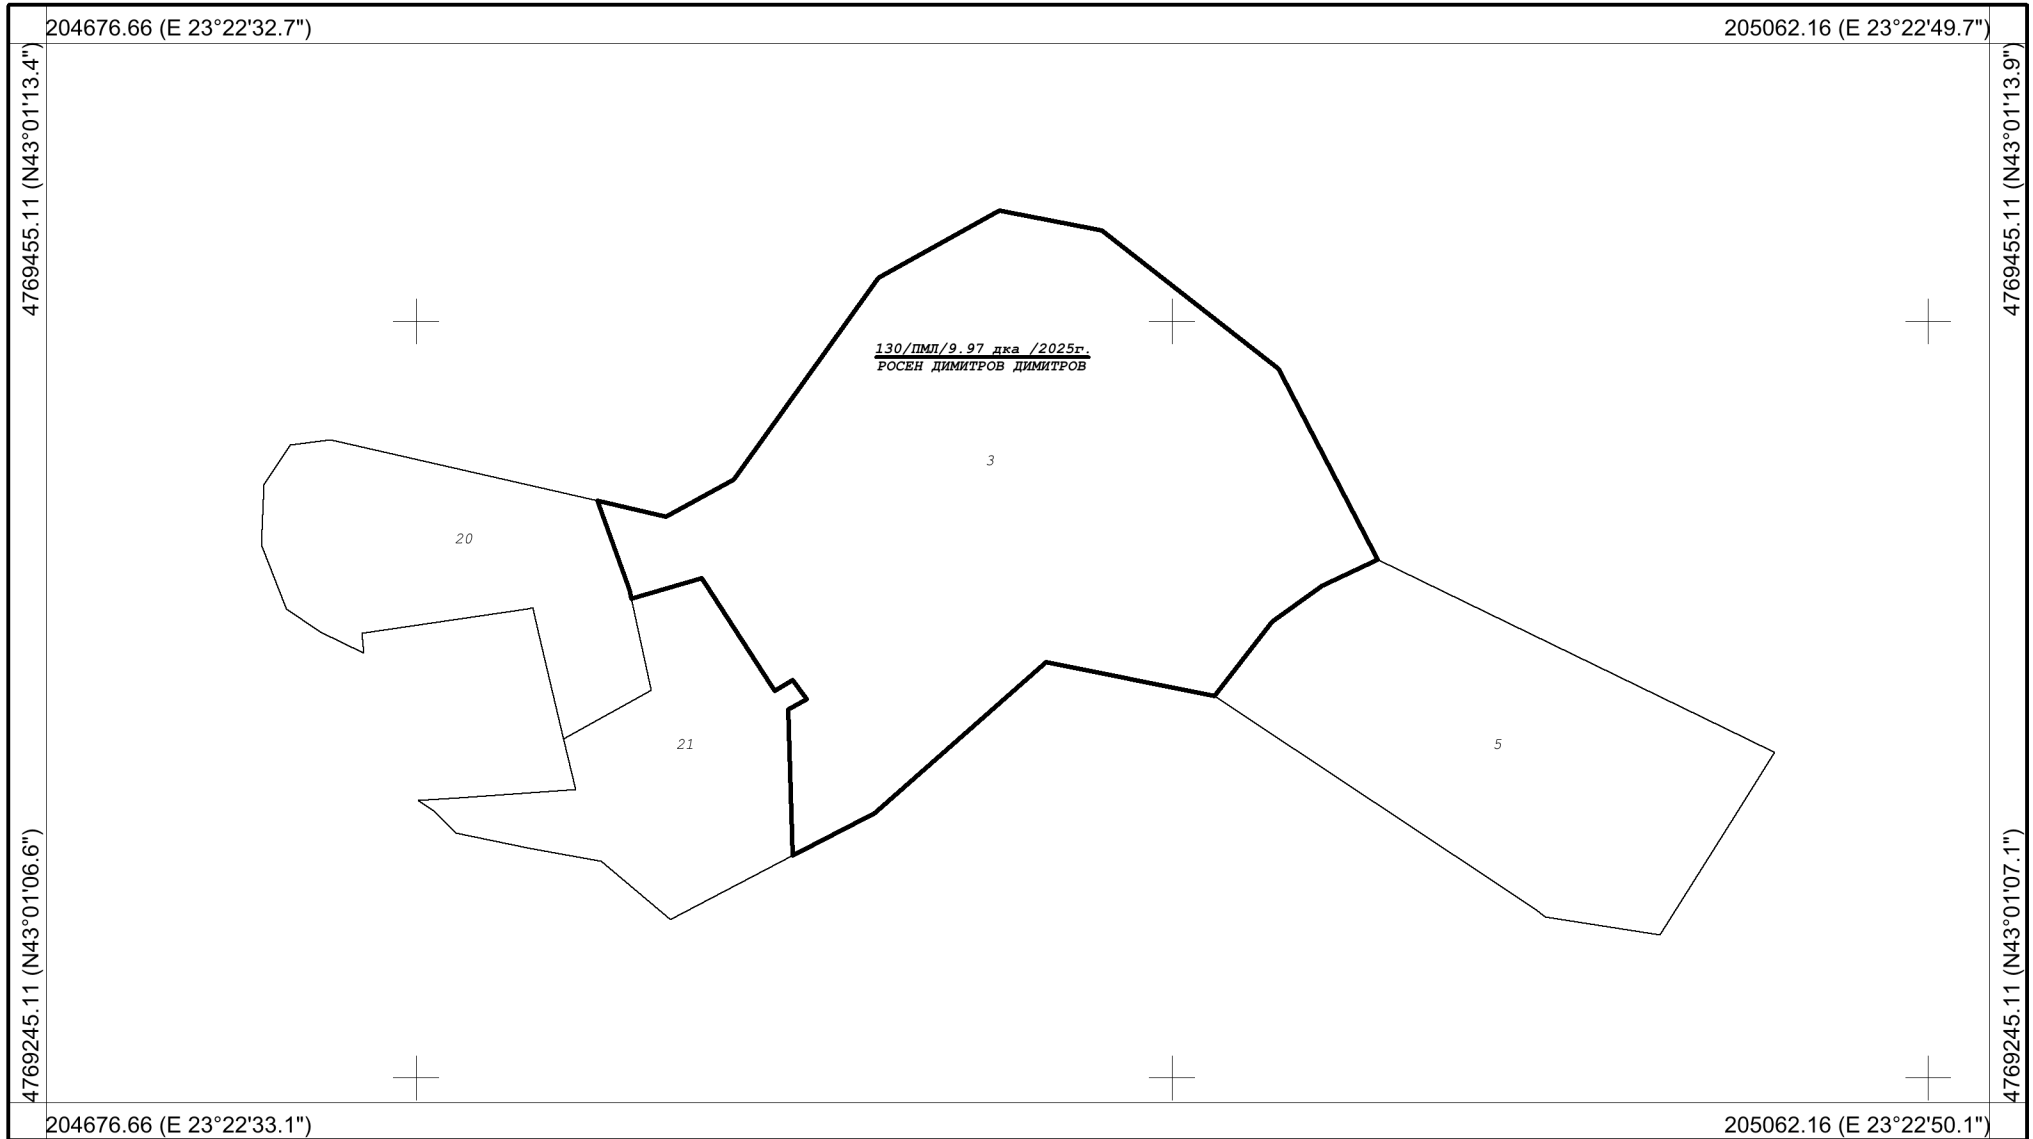 204676.66 (E 23°22'32.7")
205062.16 (E 23°22'49.7")
4769455.11 (N43°01'13.4")
4769455.11 (N43°01'13.9")
130/ПМЛ/9.97 дка /2025г.
РОСЕН ДИМИТРОВ ДИМИТРОВ
3
20
21
5
4769245.11 (N43°01'06.6")
4769245.11 (N43°01'07.1")
204676.66 (E 23°22'33.1")
205062.16 (E 23°22'50.1")